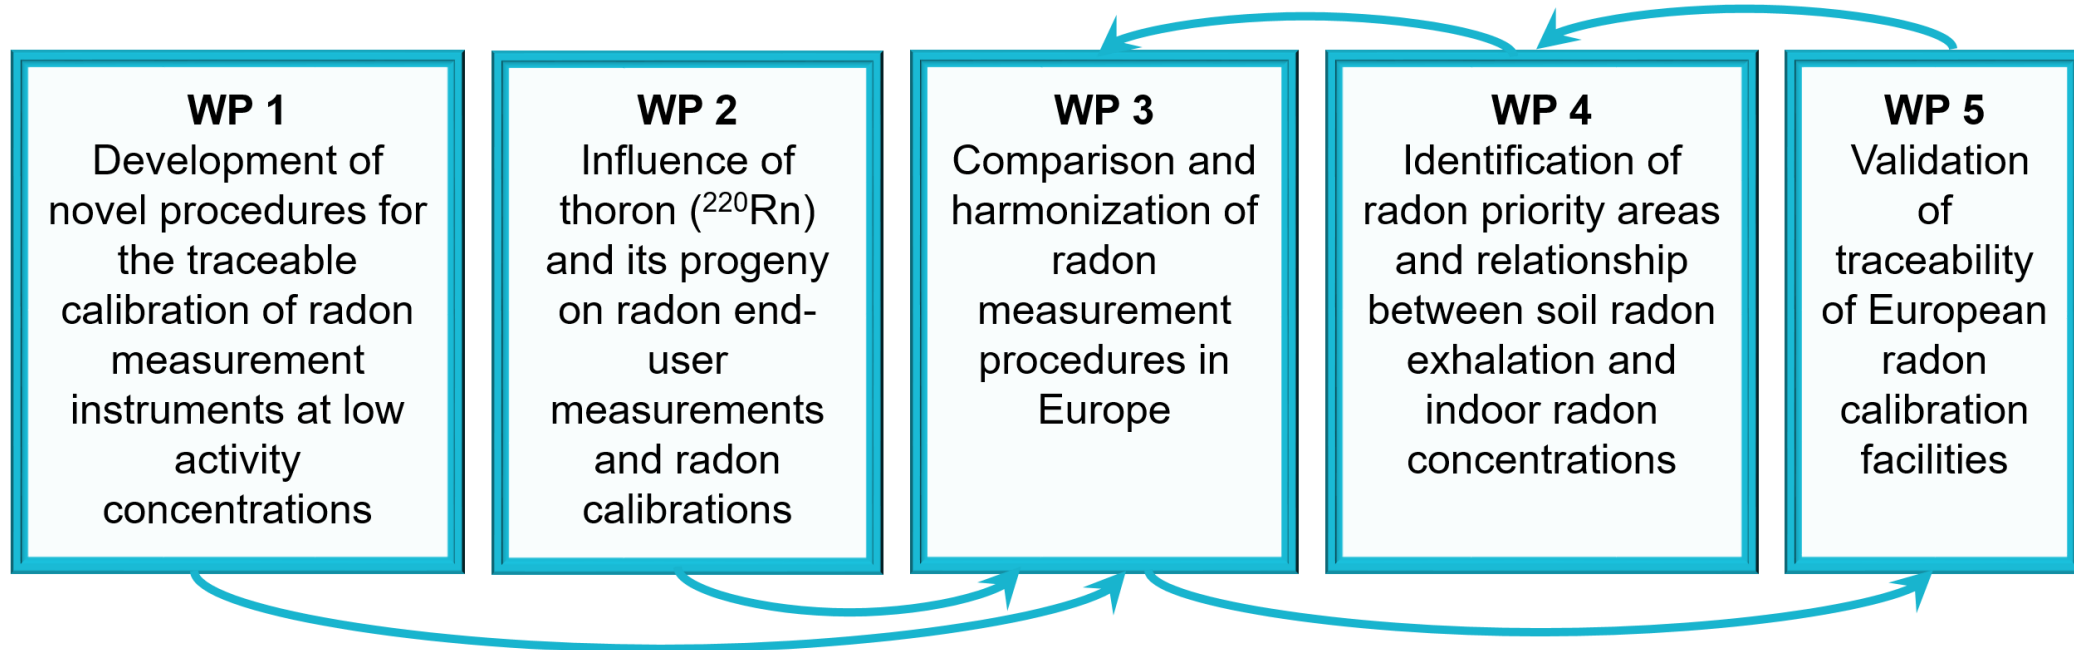 WP 1
Development of
novel procedures for
the traceable
calibration of radon
measurement
instruments at low
activity
concentrations
WP 2
Influence of
thoron (²²⁰Rn)
and its progeny
on radon end-
user
measurements
and radon
calibrations
WP 3
Comparison and
harmonization of
radon
measurement
procedures in
Europe
WP 4
Identification of
radon priority areas
and relationship
between soil radon
exhalation and
indoor radon
concentrations
WP 5
Validation
of
traceability
of European
radon
calibration
facilities